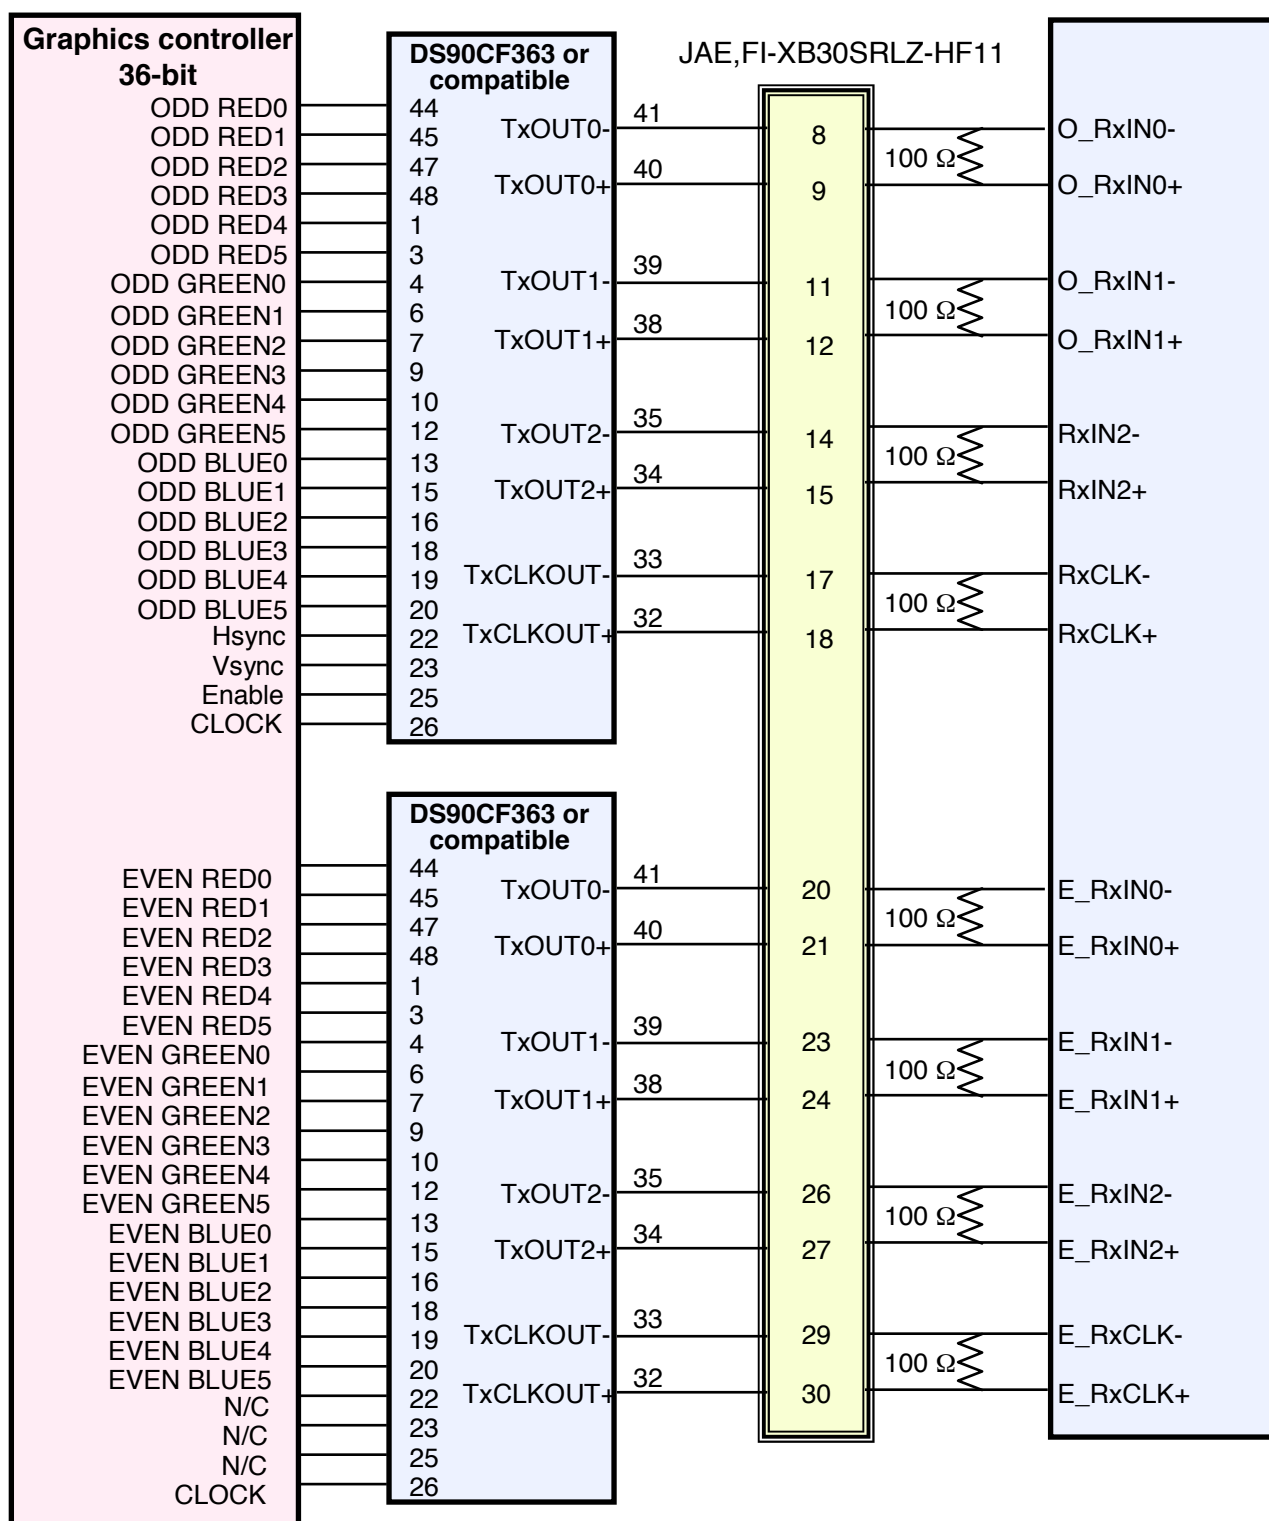 Graphics controller
36-bit
ODD RED0
ODD RED1
ODD RED2
ODD RED3
ODD RED4
ODD RED5
ODD GREEN0
ODD GREEN1
ODD GREEN2
ODD GREEN3
ODD GREEN4
ODD GREEN5
ODD BLUE0
ODD BLUE1
ODD BLUE2
ODD BLUE3
ODD BLUE4
ODD BLUE5
Hsync
Vsync
Enable
CLOCK
EVEN RED0
EVEN RED1
EVEN RED2
EVEN RED3
EVEN RED4
EVEN RED5
EVEN GREEN0
EVEN GREEN1
EVEN GREEN2
EVEN GREEN3
EVEN GREEN4
EVEN GREEN5
EVEN BLUE0
EVEN BLUE1
EVEN BLUE2
EVEN BLUE3
EVEN BLUE4
EVEN BLUE5
N/C
N/C
N/C
CLOCK
DS90CF363 or
compatible
44
45
47
48
1
3
4
6
7
9
10
12
13
15
16
18
19
20
22
23
25
26
TxOUT0-
TxOUT0+
TxOUT1-
TxOUT1+
TxOUT2-
TxOUT2+
TxCLKOUT-
TxCLKOUT+
41
40
39
38
35
34
33
32
DS90CF363 or
compatible
44
45
47
48
1
3
4
6
7
9
10
12
13
15
16
18
19
20
22
23
25
26
TxOUT0-
TxOUT0+
TxOUT1-
TxOUT1+
TxOUT2-
TxOUT2+
TxCLKOUT-
TxCLKOUT+
41
40
39
38
35
34
33
32
JAE,FI-XB30SRLZ-HF11
8
9
11
12
14
15
17
18
20
21
23
24
26
27
29
30
100 Ω
100 Ω
100 Ω
100 Ω
100 Ω
100 Ω
100 Ω
100 Ω
O_RxIN0-
O_RxIN0+
O_RxIN1-
O_RxIN1+
RxIN2-
RxIN2+
RxCLK-
RxCLK+
E_RxIN0-
E_RxIN0+
E_RxIN1-
E_RxIN1+
E_RxIN2-
E_RxIN2+
E_RxCLK-
E_RxCLK+